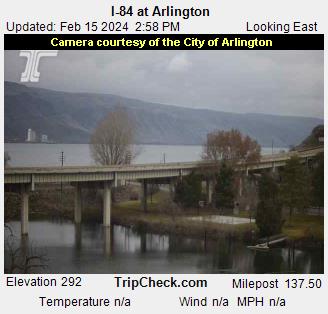 I-84 at Arlington
Updated: Feb 15 2024 2:58 PM Looking East
Camera courtesy of the City of Arlington
Elevation 292 TripCheck.com Milepost 137.50
Temperature n/a Wind n/a MPH n/a